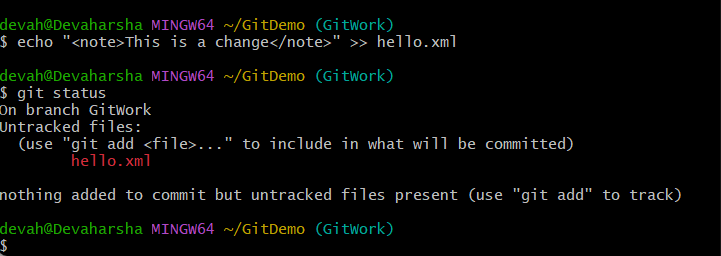 devah@Devaharsha MINGW64 ~/GitDemo (GitWork)
$ echo "<note>This is a change</note>" >> hello.xml
devah@Devaharsha MINGW64 ~/GitDemo (GitWork)
$ git status
On branch GitWork
Untracked files:
  (use "git add <file>..." to include in what will be committed)
        hello.xml
nothing added to commit but untracked files present (use "git add" to track)
devah@Devaharsha MINGW64 ~/GitDemo (GitWork)
$